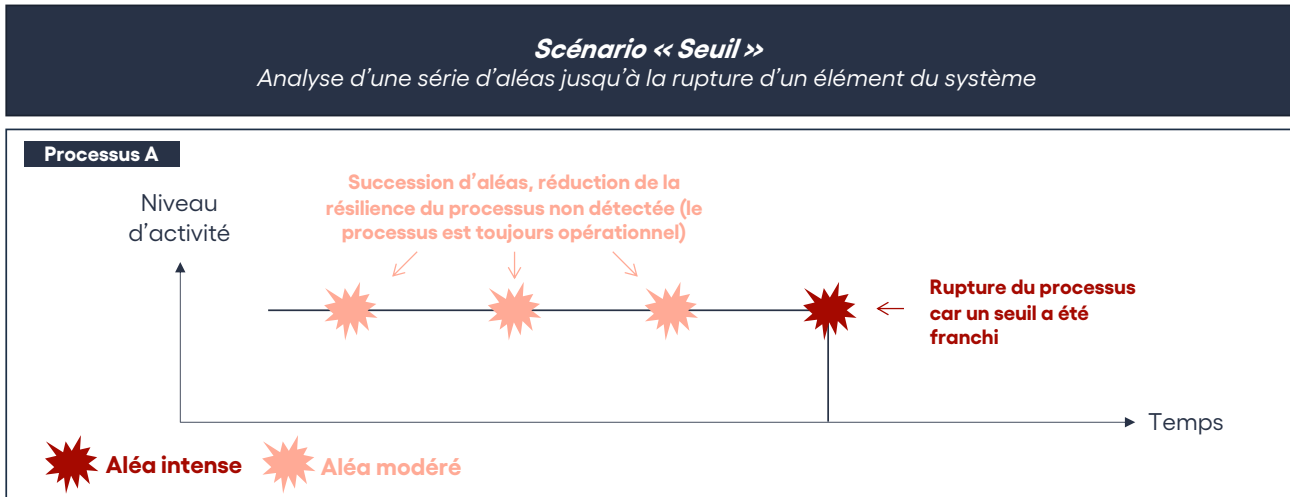 Scénario « Seuil »
Analyse d’une série d’aléas jusqu’à la rupture d’un élément du système
Processus A
Succession d’aléas, réduction de la
résilience du processus non détectée (le
processus est toujours opérationnel)
Niveau
d’activité
Rupture du processus
car un seuil a été
franchi
Temps
Aléa intense
Aléa modéré